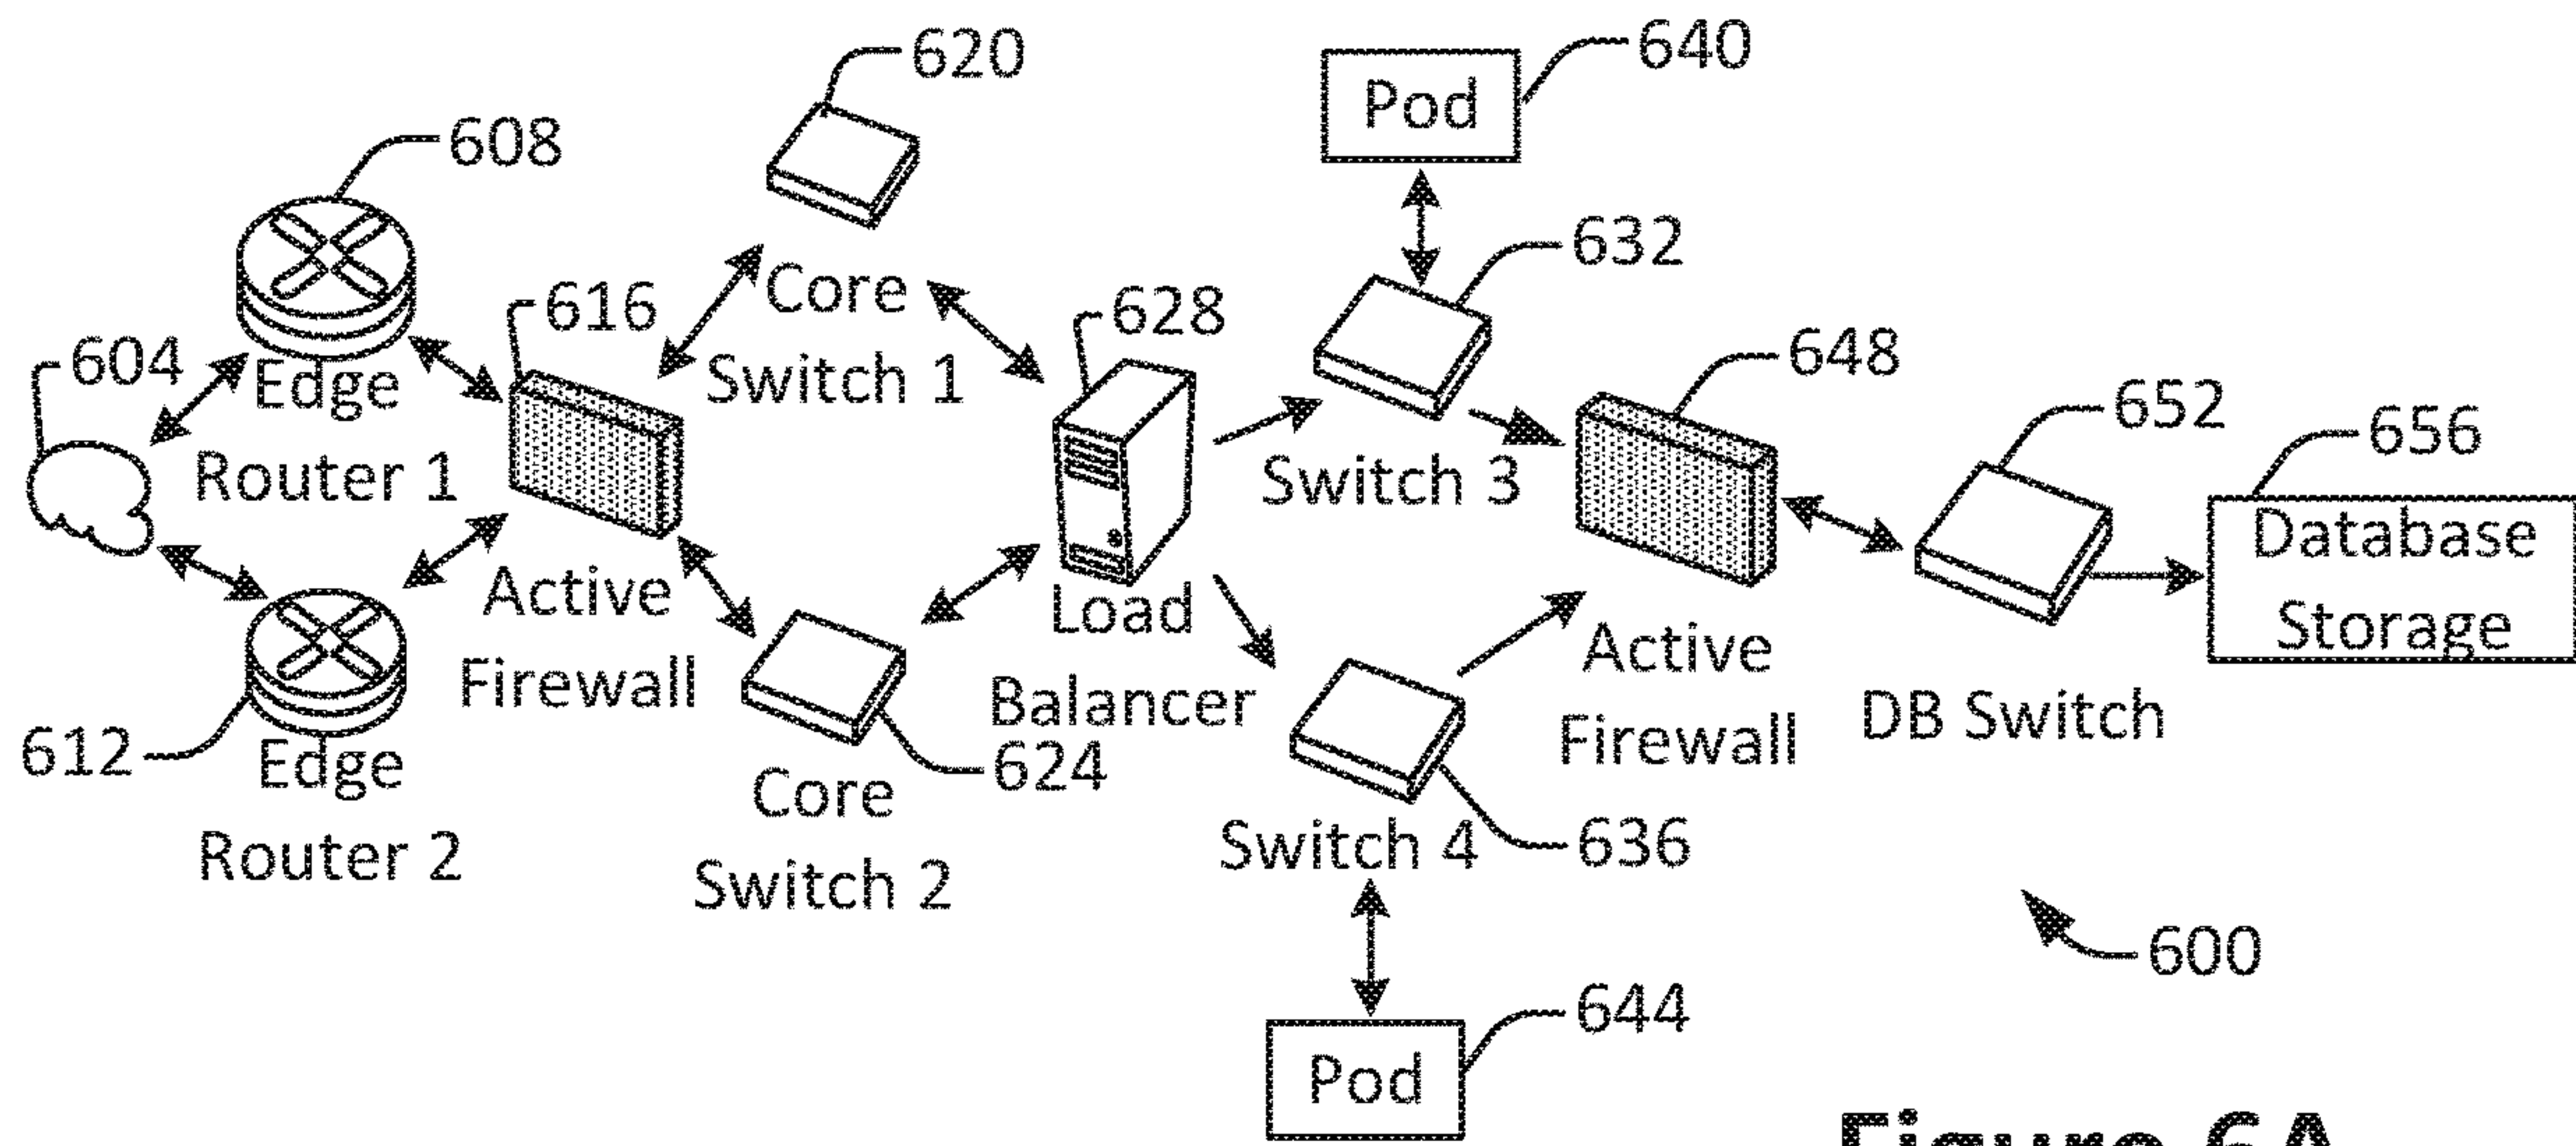 620
640
608
632
616
628
Core
Switch 1
604
648
Edge
Router 1
652
656
Switch 3
Database
Storage
Active
Firewall
Load
Balancer
Active
Firewall
DB Switch
612
Edge
Router 2
624
Core
Switch 2
Switch 4
636
600
644
Pod
Pod
Figure 6A